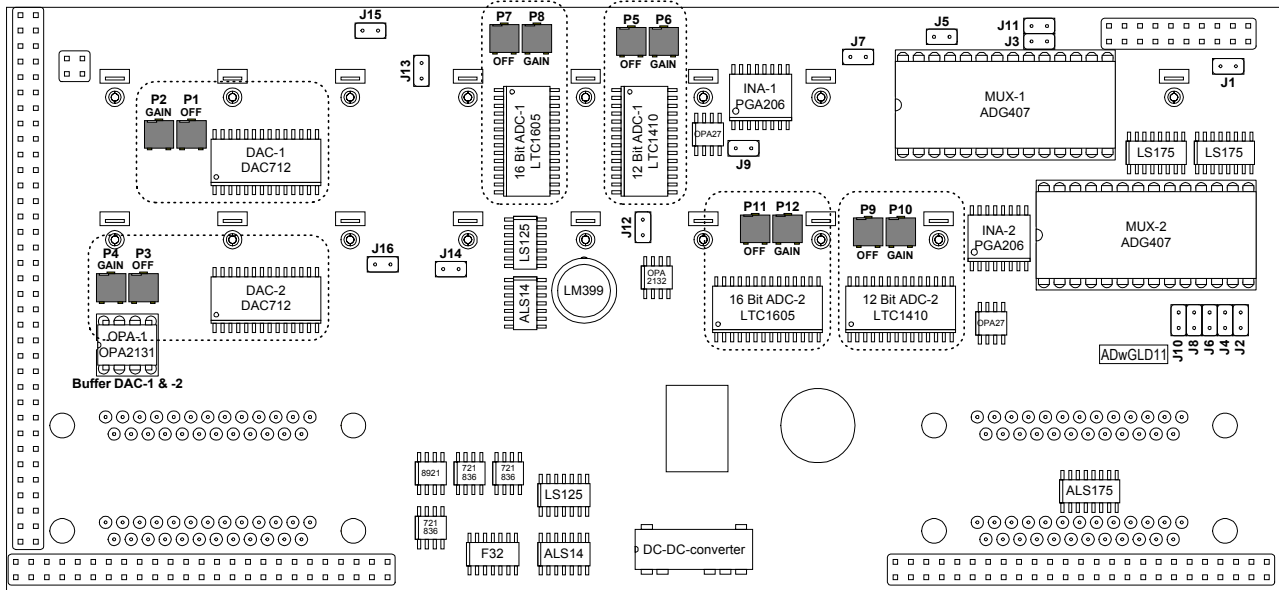 J15
P7 P8
OFF GAIN
P5 P6
OFF GAIN
J5
J11
J3
J7
J1
J13
P2 P1
GAIN OFF
DAC-1
DAC712
16 Bit ADC-1
LTC1605
12 Bit ADC-1
LTC1410
INA-1
PGA206
OPA27
J9
MUX-1
ADG407
LS175
LS175
P4 P3
GAIN OFF
DAC-2
DAC712
J16
J14
LS125
ALS14
LM399
J12
OPA
2132
P11 P12
OFF GAIN
16 Bit ADC-2
LTC1605
P9 P10
OFF GAIN
12 Bit ADC-2
LTC1410
INA-2
PGA206
OPA27
MUX-2
ADG407
OPA-1
OPA2131
Buffer DAC-1 & -2
ADwGLD11
J10
J8
J6
J4
J2
8921
721
836
721
836
721
836
LS125
F32
ALS14
DC-DC-converter
ALS175